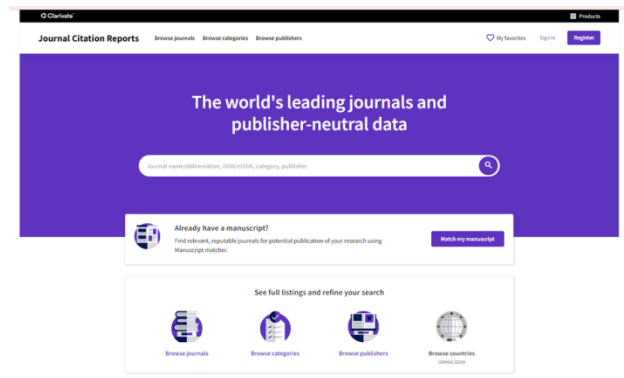 Clarivate
Products
Journal Citation Reports
Browse journals
Browse categories
Browse publishers
My favorites
Sign In
Register
The world's leading journals and
publisher-neutral data
Journal name/abbreviation, ISSN/eISSN, category, publisher
Already have a manuscript?
Find relevant, reputable journals for potential publication of your research using
Manuscript matcher.
Match my manuscript
See full listings and refine your search
Browse journals
Browse categories
Browse publishers
Browse countries
COMING SOON